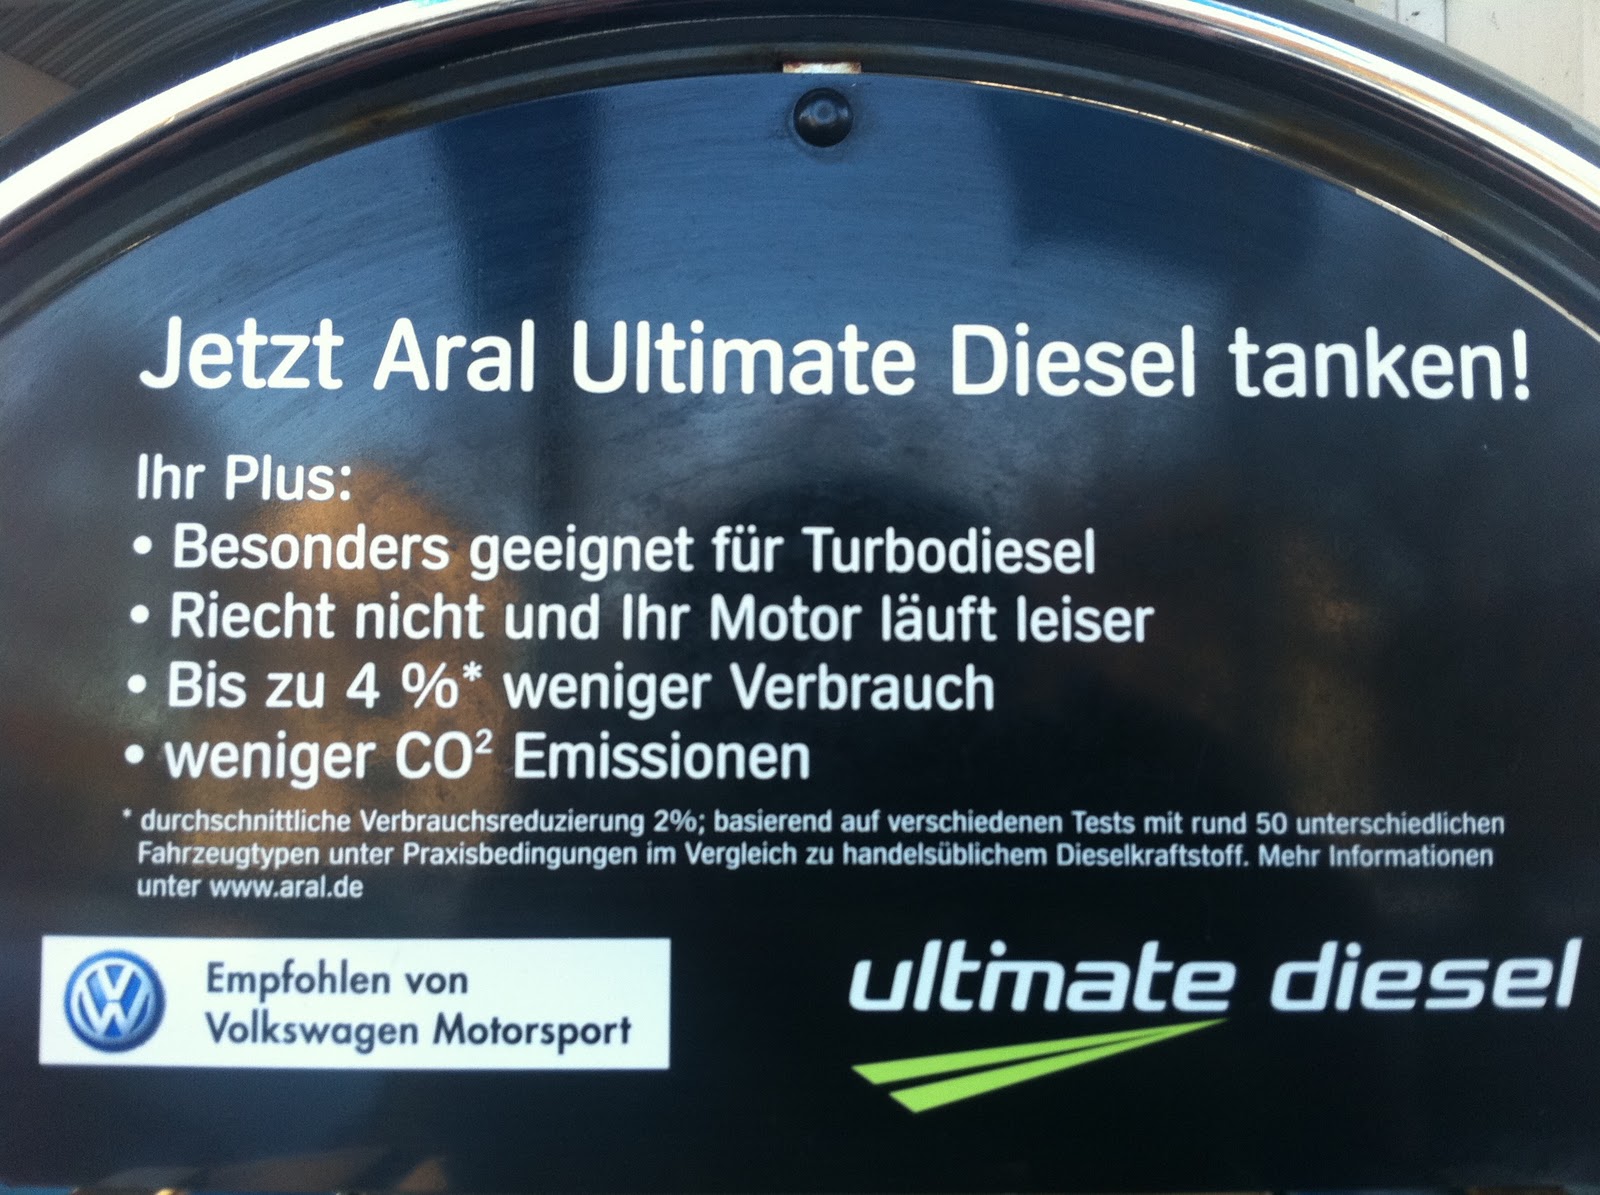 Jetzt Aral Ultimate Diesel tanken!
Ihr Plus:
• Besonders geeignet für Turbodiesel
• Riecht nicht und Ihr Motor läuft leiser
• Bis zu 4 %* weniger Verbrauch
• weniger CO² Emissionen
* durchschnittliche Verbrauchsreduzierung 2%; basierend auf verschiedenen Tests mit rund 50 unterschiedlichen
Fahrzeugtypen unter Praxisbedingungen im Vergleich zu handelsüblichem Dieselkraftstoff. Mehr Informationen
unter www.aral.de
Empfohlen von
Volkswagen Motorsport
ultimate diesel